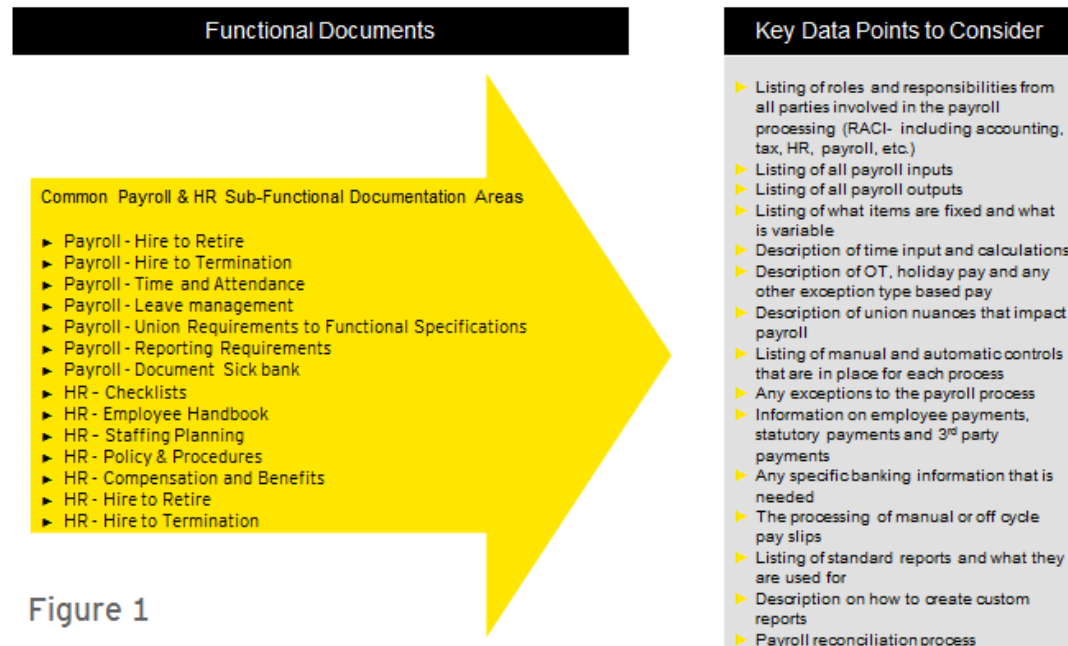 Functional Documents
Common Payroll & HR Sub-Functional Documentation Areas
► Payroll - Hire to Retire
► Payroll - Hire to Termination
► Payroll - Time and Attendance
► Payroll - Leave management
► Payroll - Union Requirements to Functional Specifications
► Payroll - Reporting Requirements
► Payroll - Document Sick bank
► HR – Checklists
► HR - Employee Handbook
► HR – Staffing Planning
► HR - Policy & Procedures
► HR - Compensation and Benefits
► HR - Hire to Retire
► HR - Hire to Termination
Figure 1
Key Data Points to Consider
► Listing of roles and responsibilities from
all parties involved in the payroll
processing (RACI- including accounting,
tax, HR, payroll, etc.)
► Listing of all payroll inputs
► Listing of all payroll outputs
► Listing of what items are fixed and what
is variable
► Description of time input and calculations
► Description of OT, holiday pay and any
other exception type based pay
► Description of union nuances that impact
payroll
► Listing of manual and automatic controls
that are in place for each process
► Any exceptions to the payroll process
► Information on employee payments,
statutory payments and 3rd party
payments
► Any specific banking information that is
needed
► The processing of manual or off cycle
pay slips
► Listing of standard reports and what they
are used for
► Description on how to create custom
reports
► Payroll reconciliation process